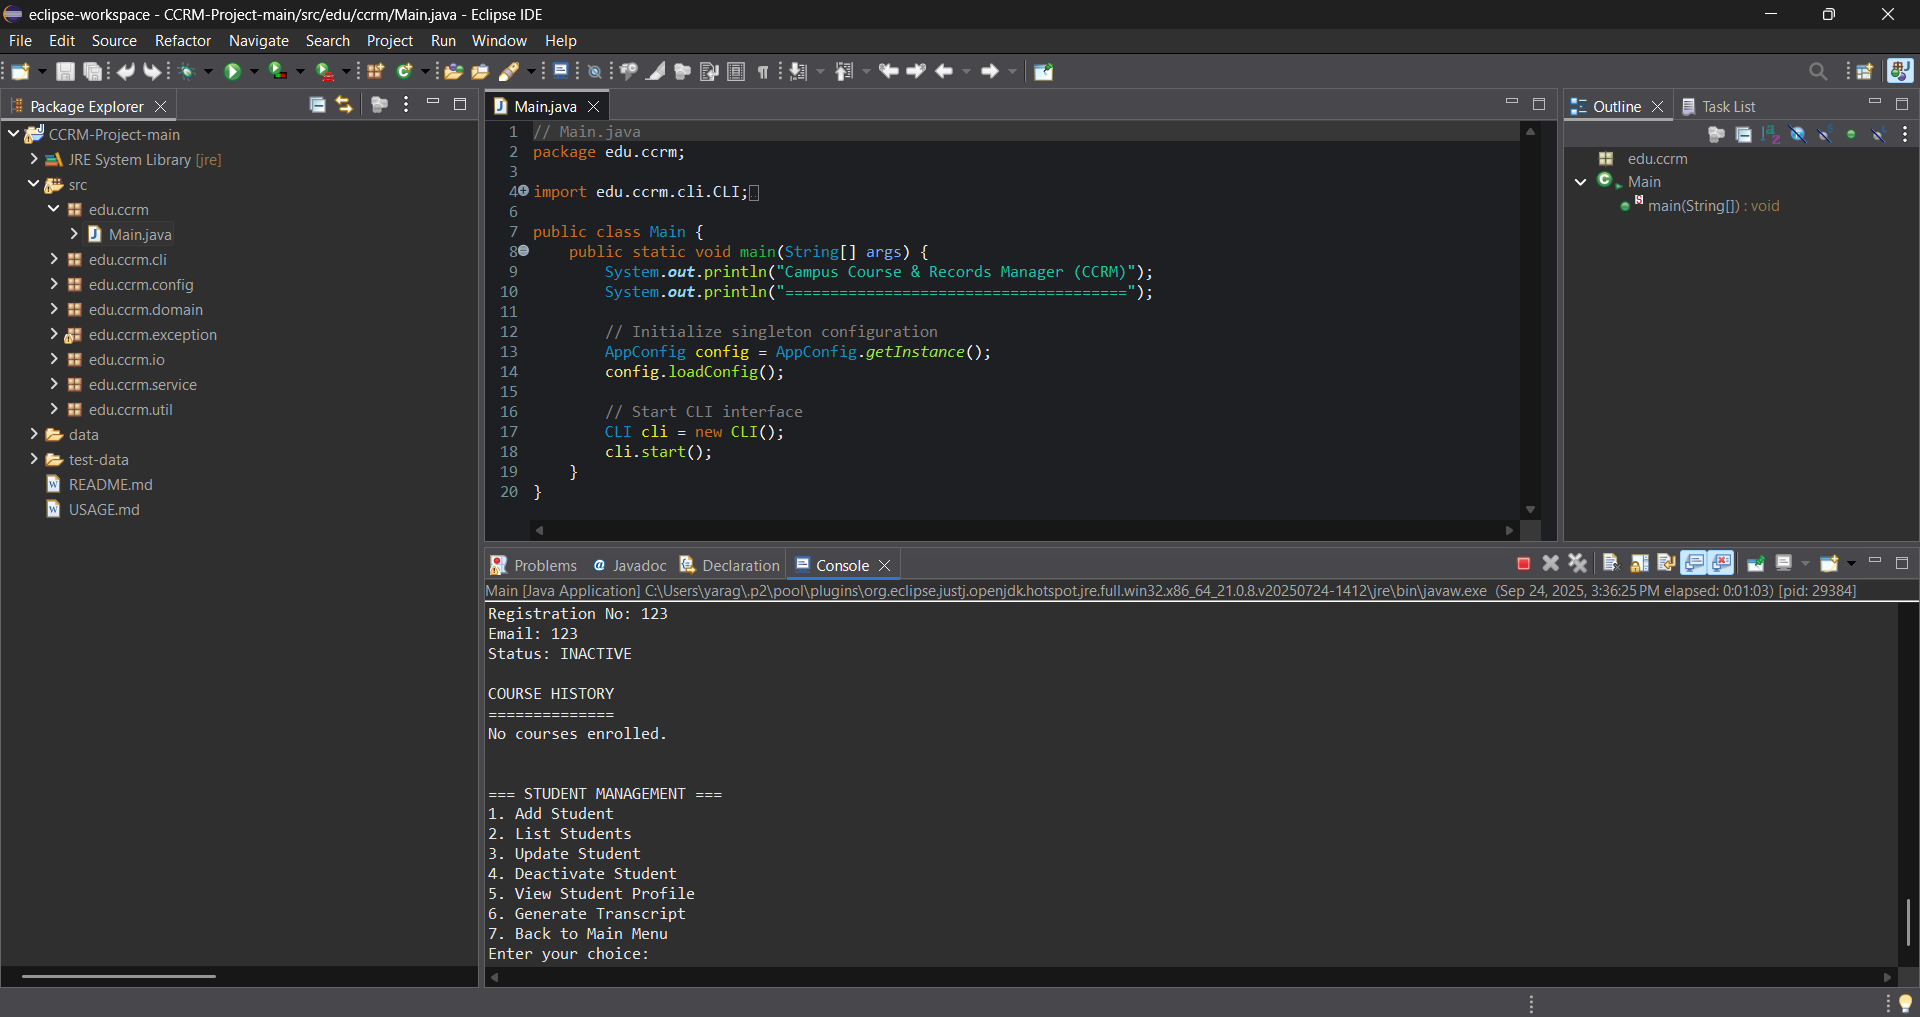 eclipse-workspace - CCRM-Project-main/src/edu/ccrm/Main.java - Eclipse IDE
File Edit Source Refactor Navigate Search Project Run Window Help
Package Explorer
CCRM-Project-main
JRE System Library [jre]
src
edu.ccrm
Main.java
edu.ccrm.cli
edu.ccrm.config
edu.ccrm.domain
edu.ccrm.exception
edu.ccrm.io
edu.ccrm.service
edu.ccrm.util
data
test-data
README.md
USAGE.md
Main.java
1 // Main.java
2 package edu.ccrm;
3
4 import edu.ccrm.cli.CLI;
6
7 public class Main {
8 public static void main(String[] args) {
9 System.out.println("Campus Course & Records Manager (CCRM)");
10 System.out.println("======================================");
11
12 // Initialize singleton configuration
13 AppConfig config = AppConfig.getInstance();
14 config.loadConfig();
15
16 // Start CLI interface
17 CLI cli = new CLI();
18 cli.start();
19 }
20 }
Outline Task List
edu.ccrm
Main
main(String[]) : void
Problems Javadoc Declaration Console
Main [Java Application] C:\Users\yarag\.p2\pool\plugins\org.eclipse.justj.openjdk.hotspot.jre.full.win32.x86_64_21.0.8.v20250724-1412\jre\bin\javaw.exe (Sep 24, 2025, 3:36:25 PM elapsed: 0:01:03) [pid: 29384]
Registration No: 123
Email: 123
Status: INACTIVE
COURSE HISTORY
==============
No courses enrolled.
=== STUDENT MANAGEMENT ===
1. Add Student
2. List Students
3. Update Student
4. Deactivate Student
5. View Student Profile
6. Generate Transcript
7. Back to Main Menu
Enter your choice: